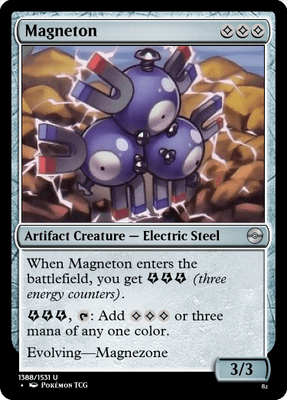 Magneton
Artifact Creature — Electric Steel
When Magneton enters the
battlefield, you get (three
energy counters).
, : Add or three
mana of any one color.
Evolving—Magnezone
3/3
1388/1531 U
• Pokémon TCG